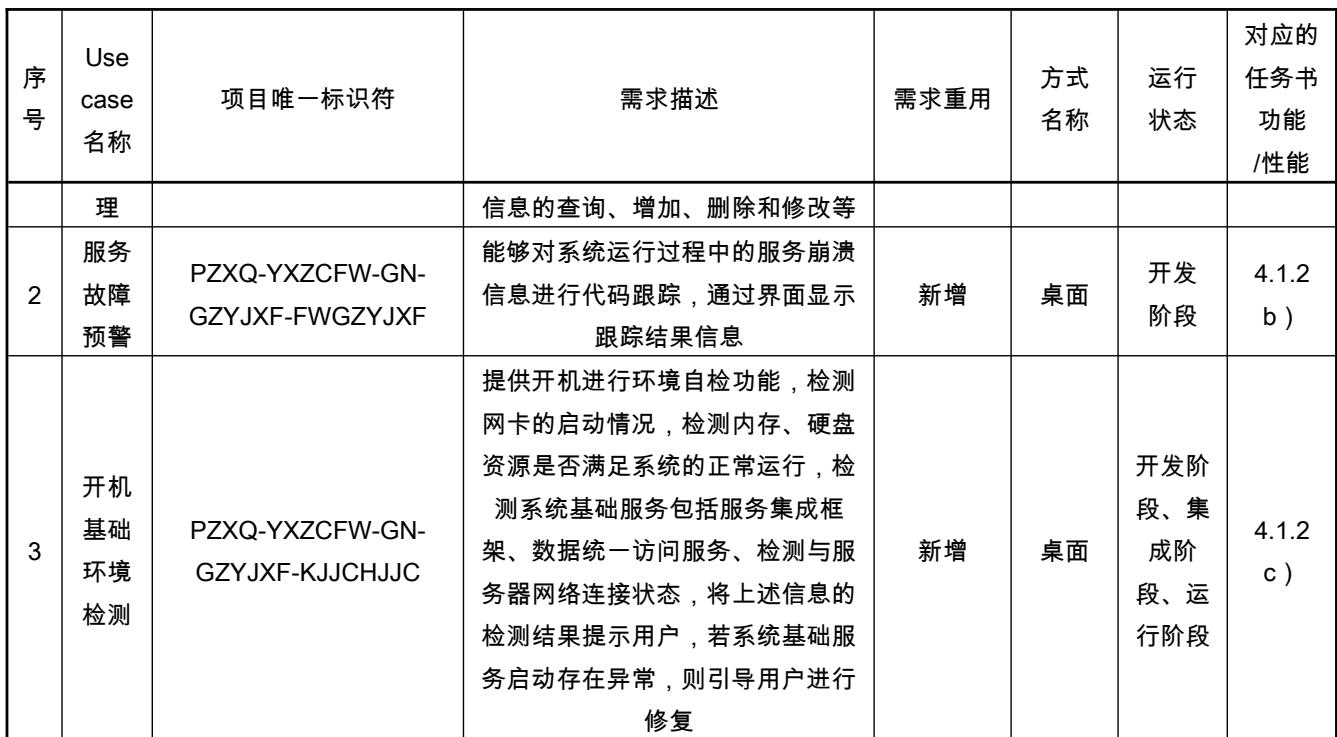 序号
Use case 名称
项目唯一标识符
需求描述
需求重用
方式名称
运行状态
对应的任务书功能/性能
理
信息的查询、增加、删除和修改等
2
服务
故障
预警
PZXQ-YXZCFW-GN-
GZYJXF-FWGZYJXF
能够对系统运行过程中的服务崩溃
信息进行代码跟踪，通过界面显示
跟踪结果信息
新增
桌面
开发
阶段
4.1.2
b）
3
开机
基础
环境
检测
PZXQ-YXZCFW-GN-
GZYJXF-KJJCHJJC
提供开机进行环境自检功能，检测
网卡的启动情况，检测内存、硬盘
资源是否满足系统的正常运行，检
测系统基础服务包括服务集成框
架、数据统一访问服务、检测与服
务器网络连接状态，将上述信息的
检测结果提示用户，若系统基础服
务启动存在异常，则引导用户进行
修复
新增
桌面
开发阶
段、集
成阶
段、运
行阶段
4.1.2
c）